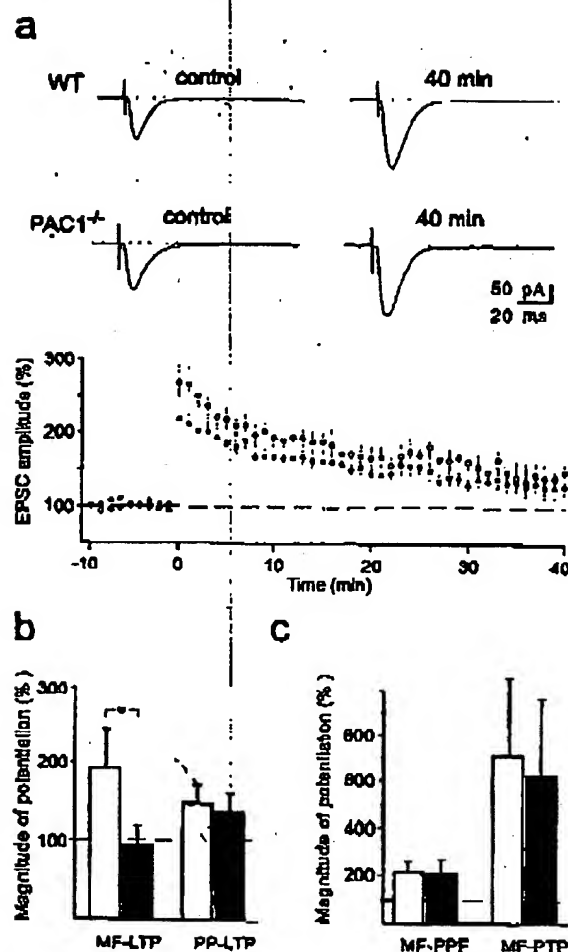 a
WT control 40 min
PAC1-/- control 40 min
50 pA
20 ms
EPSC amplitude (%)
300
200
100
-10 0 10 20 30 40
Time (min)
b
Magnitude of potentiation (%)
300
200
100
*
MF-LTP PP-LTP
c
Magnitude of potentiation (%)
800
600
400
200
MF-PPF MF-PTP